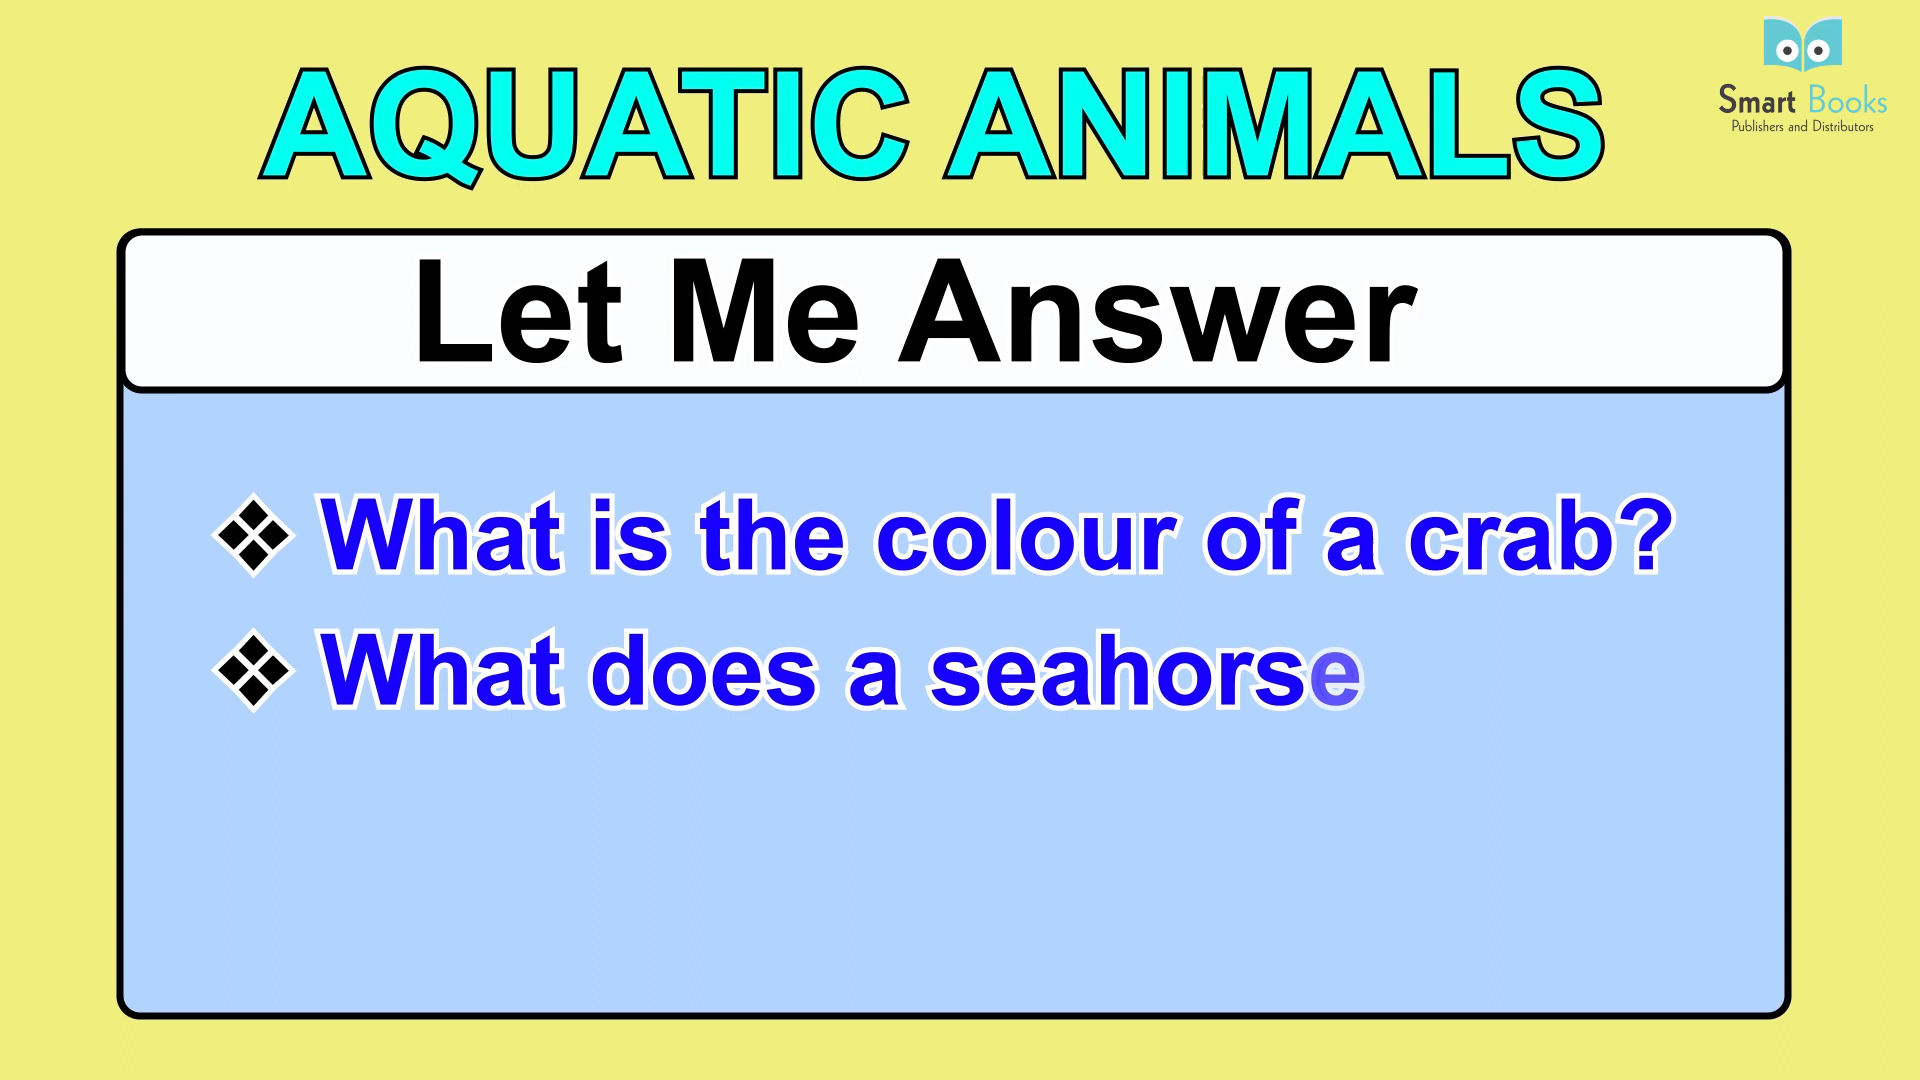 Smart Books
Publishers and Distributors
AQUATIC ANIMALS
Let Me Answer
❖ What is the colour of a crab?
❖ What does a seahorse